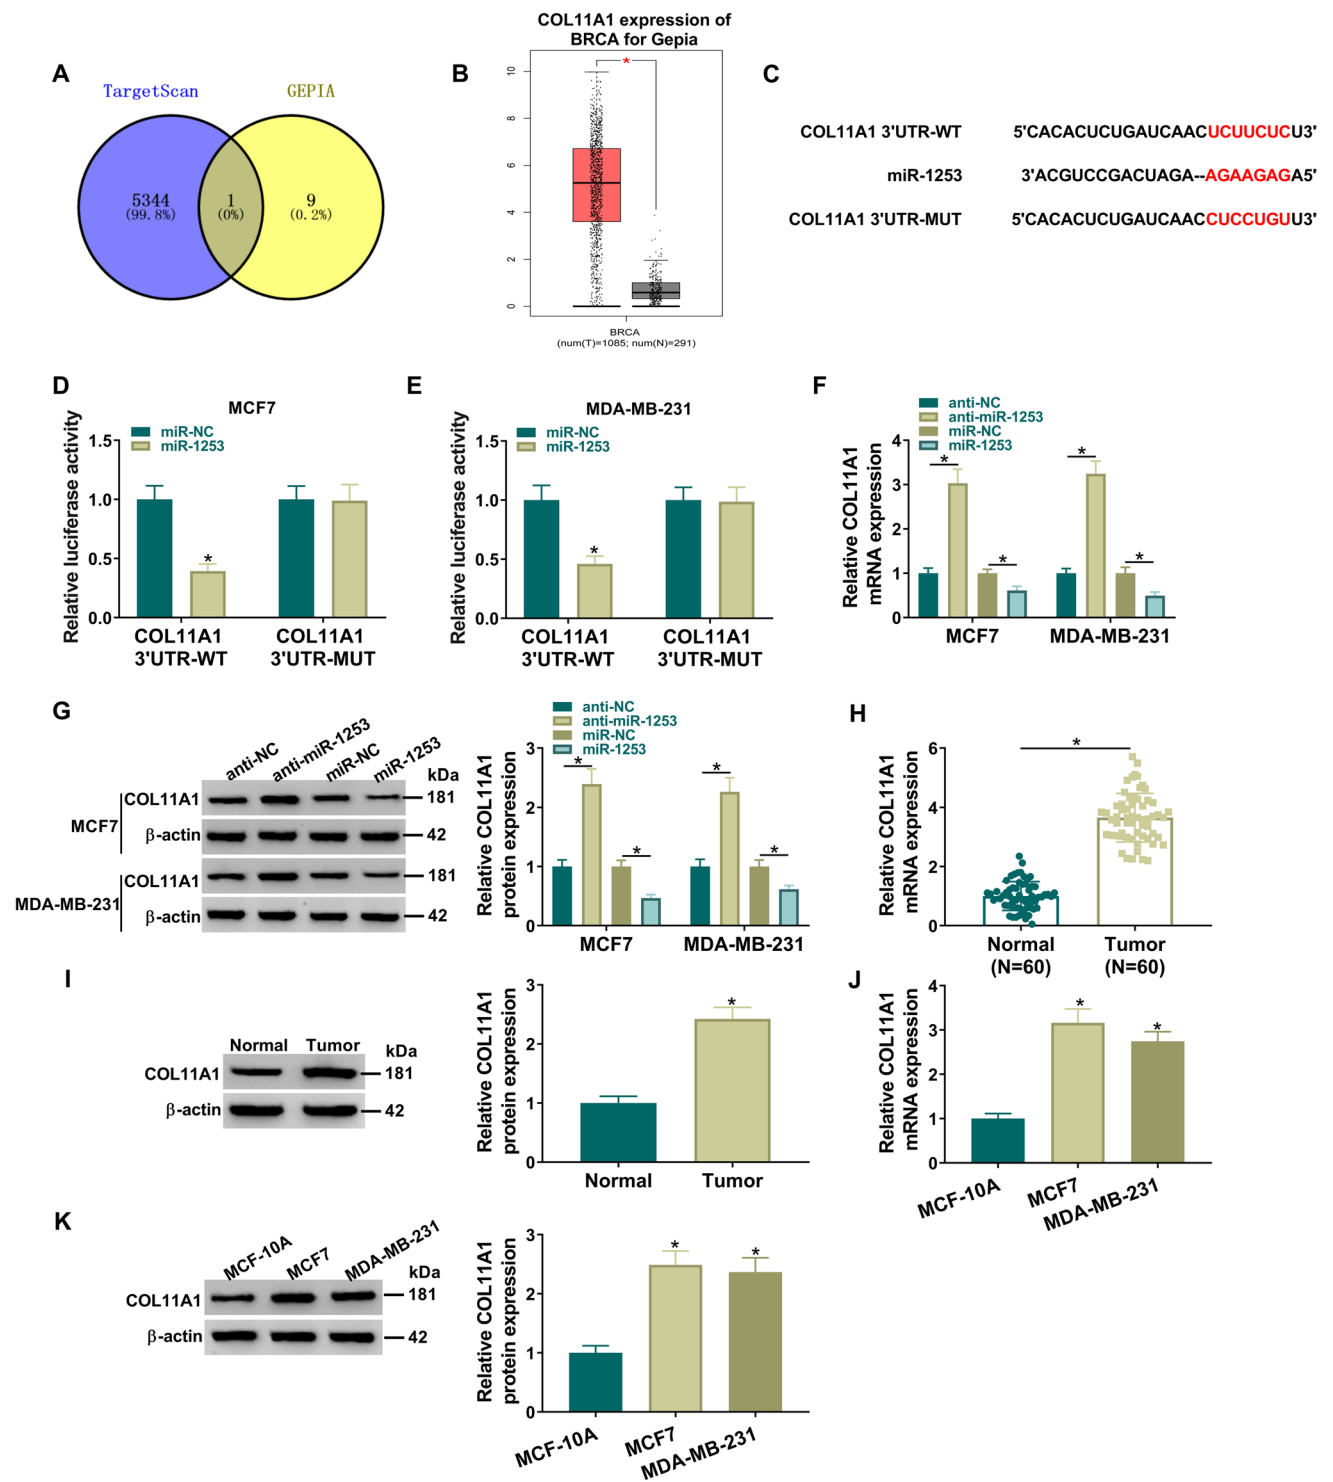 A
TargetScan
GEPIA
5344
(99.8%)
1
(0%)
9
(0.2%)
B
COL11A1 expression of
BRCA for Gepia
*
10
8
6
4
2
0
BRCA
(num(T)=1085; num(N)=291)
C
COL11A1 3'UTR-WT 5'CACACUCUGAUCAACUCUUCUCU3'
miR-1253 3'ACGUCCGACUAGA--AGAAGAGA5'
COL11A1 3'UTR-MUT 5'CACACUCUGAUCAACCUCCUGUU3'
D
MCF7
miR-NC
miR-1253
Relative luciferase activity
1.5
1.0
0.5
0.0
*
COL11A1
3'UTR-WT
COL11A1
3'UTR-MUT
E
MDA-MB-231
miR-NC
miR-1253
Relative luciferase activity
1.5
1.0
0.5
0.0
*
COL11A1
3'UTR-WT
COL11A1
3'UTR-MUT
F
anti-NC
anti-miR-1253
miR-NC
miR-1253
Relative COL11A1
mRNA expression
4
3
2
1
0
* * * *
MCF7 MDA-MB-231
G
anti-NC anti-miR-1253 miR-NC miR-1253
kDa
MCF7
COL11A1 181
β-actin 42
MDA-MB-231
COL11A1 181
β-actin 42
anti-NC
anti-miR-1253
miR-NC
miR-1253
Relative COL11A1
protein expression
3
2
1
0
* * * *
MCF7 MDA-MB-231
H
Relative COL11A1
mRNA expression
6
4
2
0
*
Normal
(N=60)
Tumor
(N=60)
I
Normal Tumor
kDa
COL11A1 181
β-actin 42
Relative COL11A1
protein expression
3
2
1
0
*
Normal Tumor
J
Relative COL11A1
mRNA expression
4
3
2
1
0
* *
MCF-10A MCF7 MDA-MB-231
K
MCF-10A MCF7 MDA-MB-231
kDa
COL11A1 181
β-actin 42
Relative COL11A1
protein expression
3
2
1
0
* *
MCF-10A MCF7 MDA-MB-231